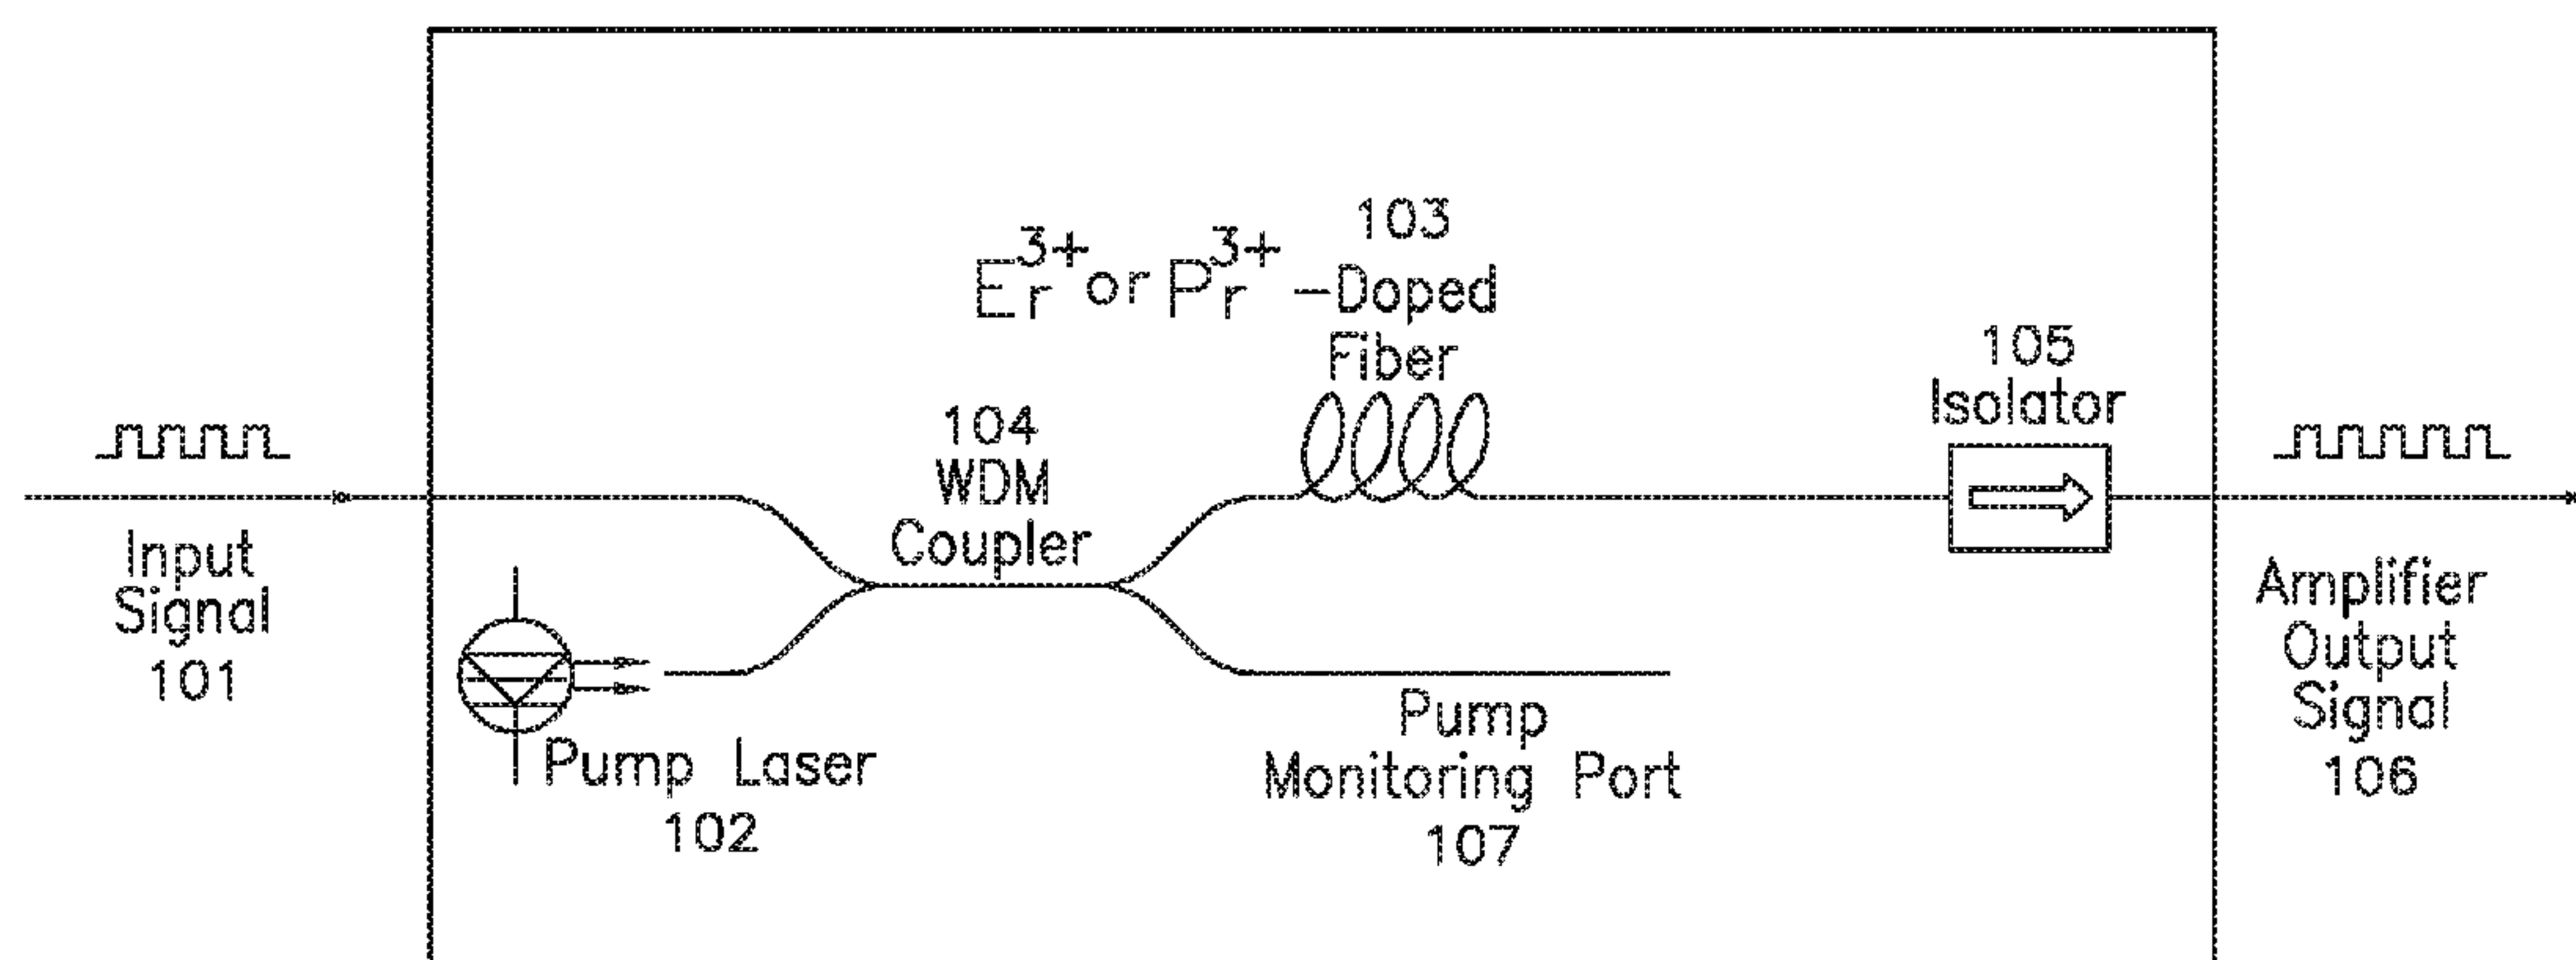 103
Er3+ or Pr3+ -Doped
Fiber
105
Isolator
104
WDM
Coupler
Input
Signal
101
Pump Laser
102
Pump
Monitoring Port
107
Amplifier
Output
Signal
106